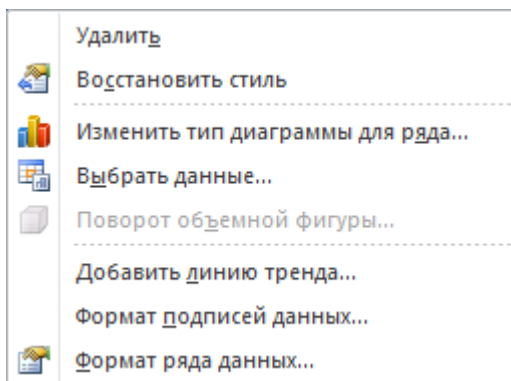 Удалить
Восстановить стиль
Изменить тип диаграммы для ряда...
Выбрать данные...
Поворот объемной фигуры...
Добавить линию тренда...
Формат подписей данных...
Формат ряда данных...